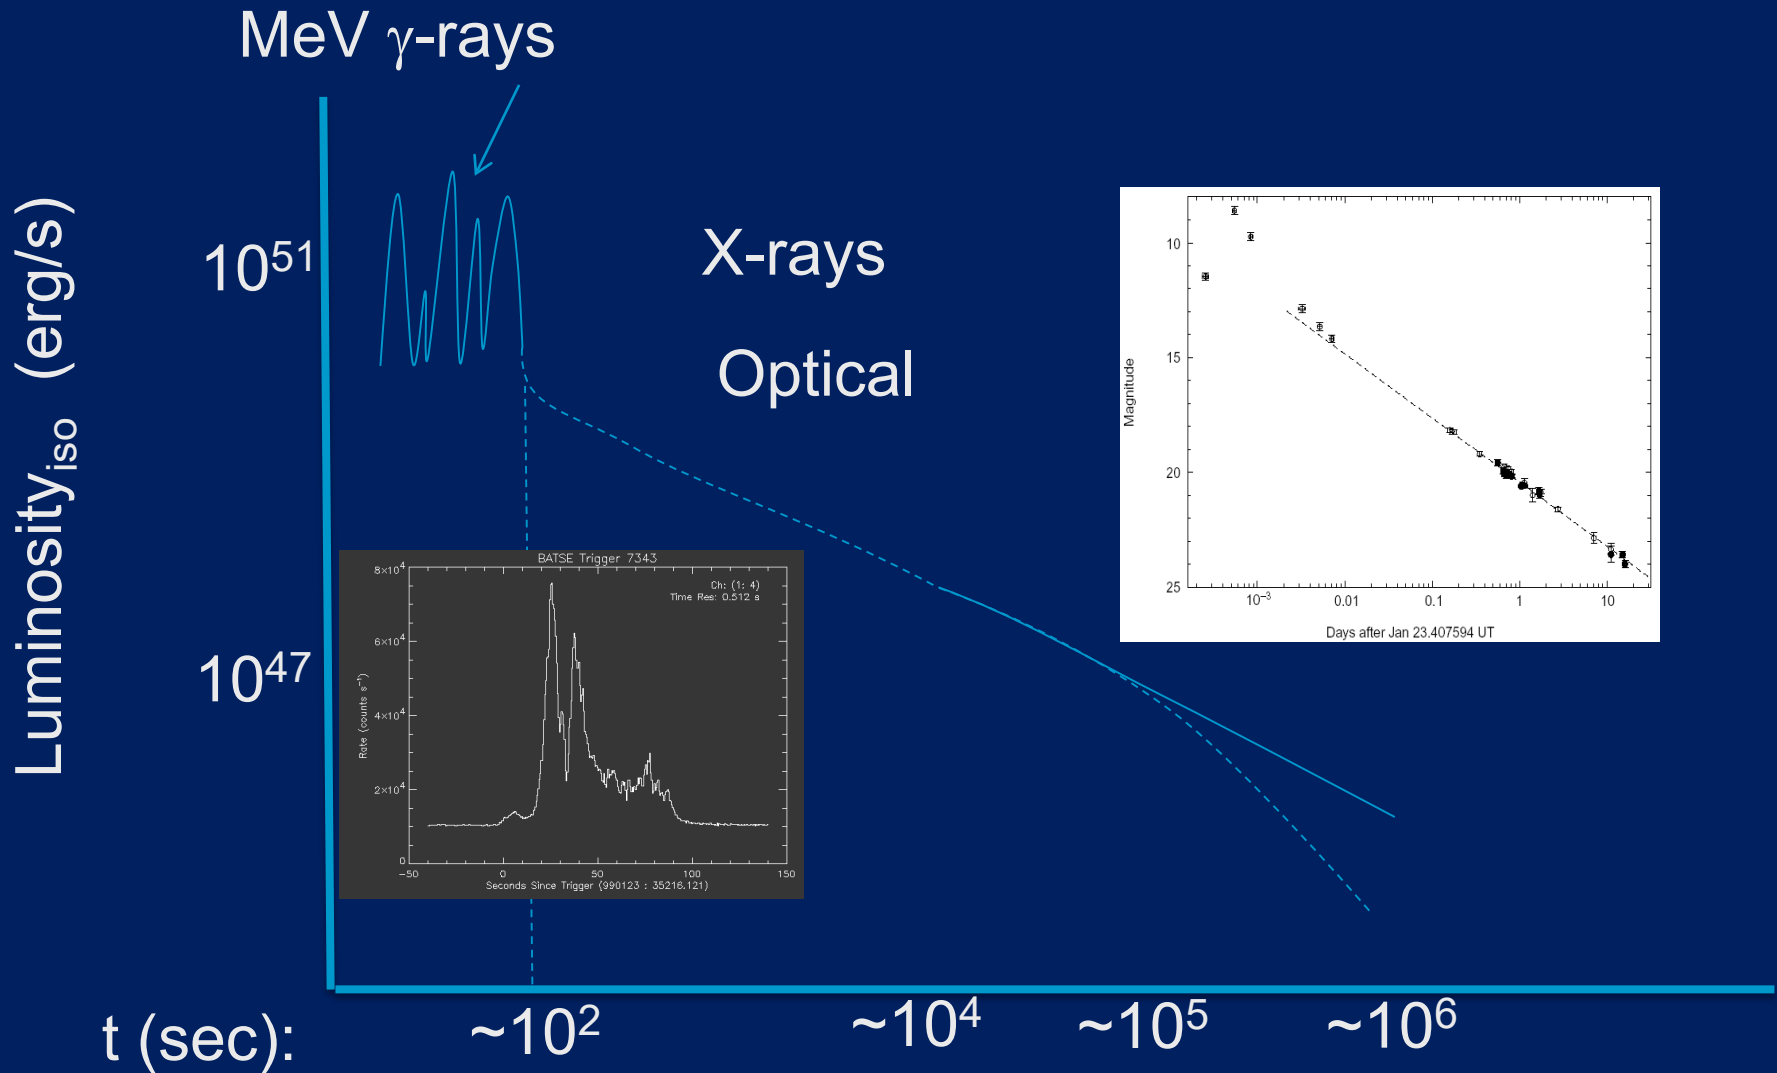 MeV γ-rays
Luminosity_iso (erg/s)
10^51
10^47
X-rays
Optical
Magnitude
10
15
20
25
10^-3
0.01
0.1
1
10
Days after Jan 23.407594 UT
BATSE Trigger 7343
Ch: (1: 4)
Time Res: 0.512 s
Rate (counts s^-1)
8×10^4
6×10^4
4×10^4
2×10^4
0
-50
0
50
100
150
Seconds Since Trigger (990123 : 35216.121)
t (sec):
~10^2
~10^4
~10^5
~10^6